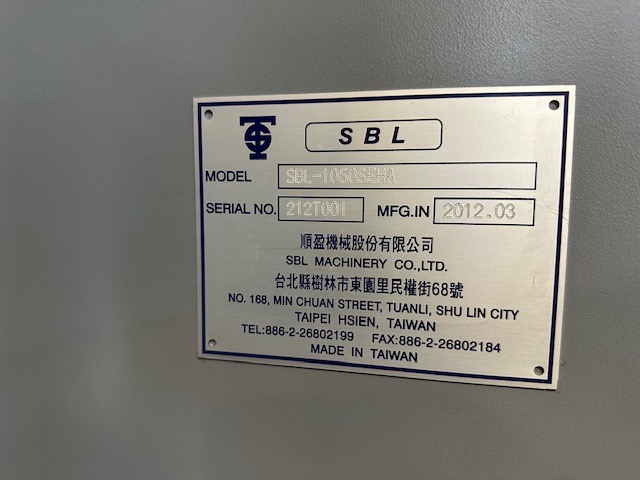 TS
SBL
MODEL SBL-1050SEHA
SERIAL NO. 212T001 MFG.IN 2012.03
順盈機械股份有限公司
SBL MACHINERY CO.,LTD.
台北縣樹林市東園里民權街68號
NO. 168, MIN CHUAN STREET, TUANLI, SHU LIN CITY
TAIPEI HSIEN, TAIWAN
TEL:886-2-26802199 FAX:886-2-26802184
MADE IN TAIWAN